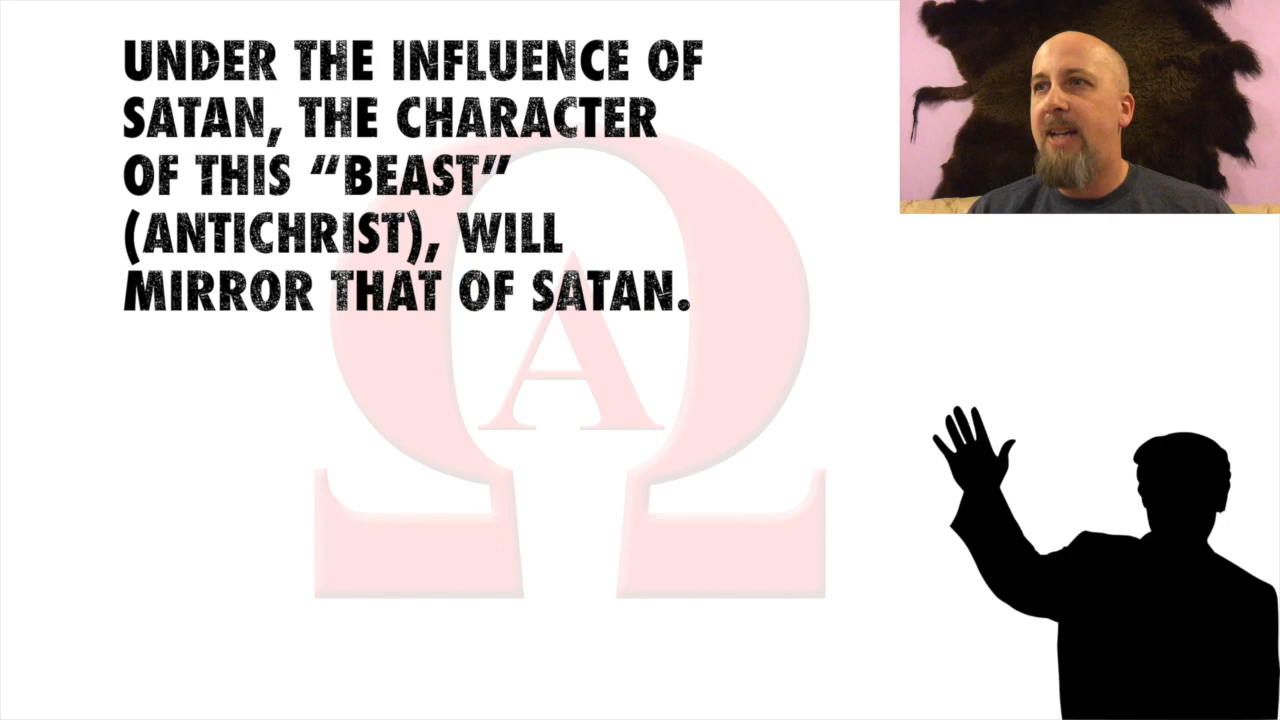 UNDER THE INFLUENCE OF
SATAN, THE CHARACTER
OF THIS “BEAST”
(ANTICHRIST), WILL
MIRROR THAT OF SATAN.
Α
Ω